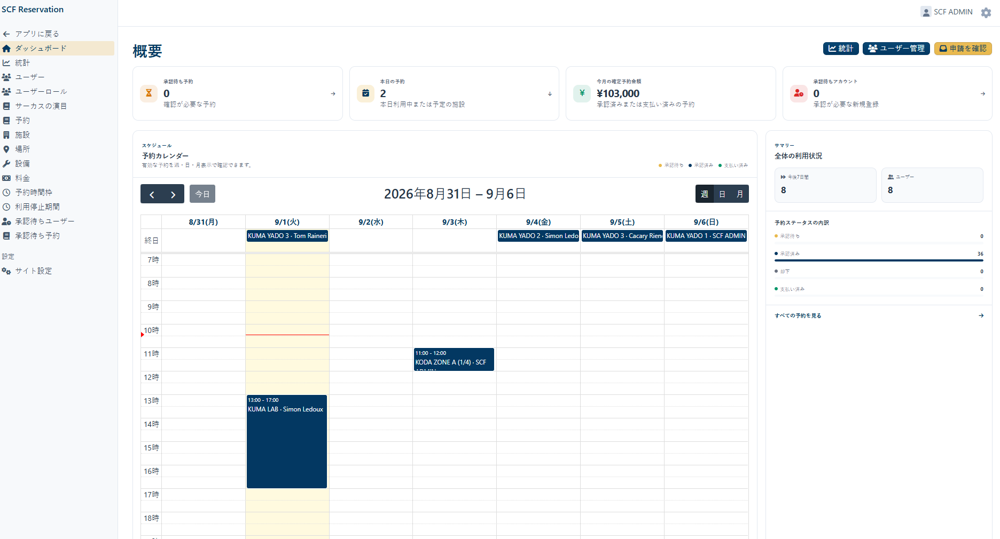 SCF Reservation
SCF ADMIN
アプリに戻る
ダッシュボード
統計
ユーザー
ユーザーロール
サーカスの演目
予約
施設
場所
設備
料金
予約時間枠
利用停止期間
承認待ちユーザー
承認待ち予約
設定
サイト設定
概要
統計
ユーザー管理
申請を確認
承認待ち予約
0
確認が必要な予約
本日の予約
2
本日利用中または予定の施設
今月の確定予約金額
¥103,000
承認済みまたは支払い済みの予約
承認待ちアカウント
0
承認が必要な新規登録
スケジュール
予約カレンダー
有効な予約を週・日・月表示で確認できます。
承認待ち 承認済み 支払い済み
今日
2026年8月31日 – 9月6日
週 日 月
8/31(月) 9/1(火) 9/2(水) 9/3(木) 9/4(金) 9/5(土) 9/6(日)
終日
KUMA YADO 3 · Tom Raineri
KUMA YADO 2 · Simon Ledo
KUMA YADO 3 · Cacary Rien
KUMA YADO 1 · SCF ADMIN
7時
8時
9時
10時
11時
11:00 - 12:00
KODA ZONE A (1/4) · SCF
ADMIN
12時
13時
13:00 - 17:00
KUMA LAB · Simon Ledoux
14時
15時
16時
17時
18時
サマリー
全体の利用状況
今後7日間
8
ユーザー
8
予約ステータスの内訳
承認待ち 0
承認済み 36
却下 0
支払い済み 0
すべての予約を見る